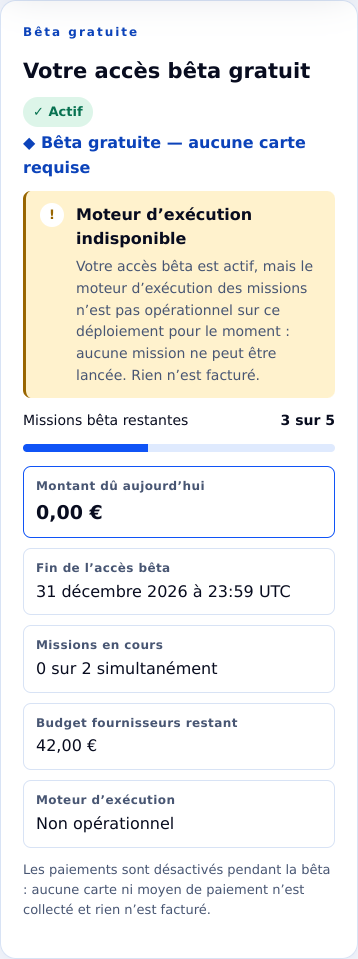 Bêta gratuite
Votre accès bêta gratuit
✓ Actif
◆ Bêta gratuite — aucune carte
requise
!
Moteur d’exécution
indisponible
Votre accès bêta est actif, mais le
moteur d’exécution des missions
n’est pas opérationnel sur ce
déploiement pour le moment :
aucune mission ne peut être
lancée. Rien n’est facturé.
Missions bêta restantes 3 sur 5
Montant dû aujourd’hui
0,00 €
Fin de l’accès bêta
31 décembre 2026 à 23:59 UTC
Missions en cours
0 sur 2 simultanément
Budget fournisseurs restant
42,00 €
Moteur d’exécution
Non opérationnel
Les paiements sont désactivés pendant la bêta
: aucune carte ni moyen de paiement n’est
collecté et rien n’est facturé.